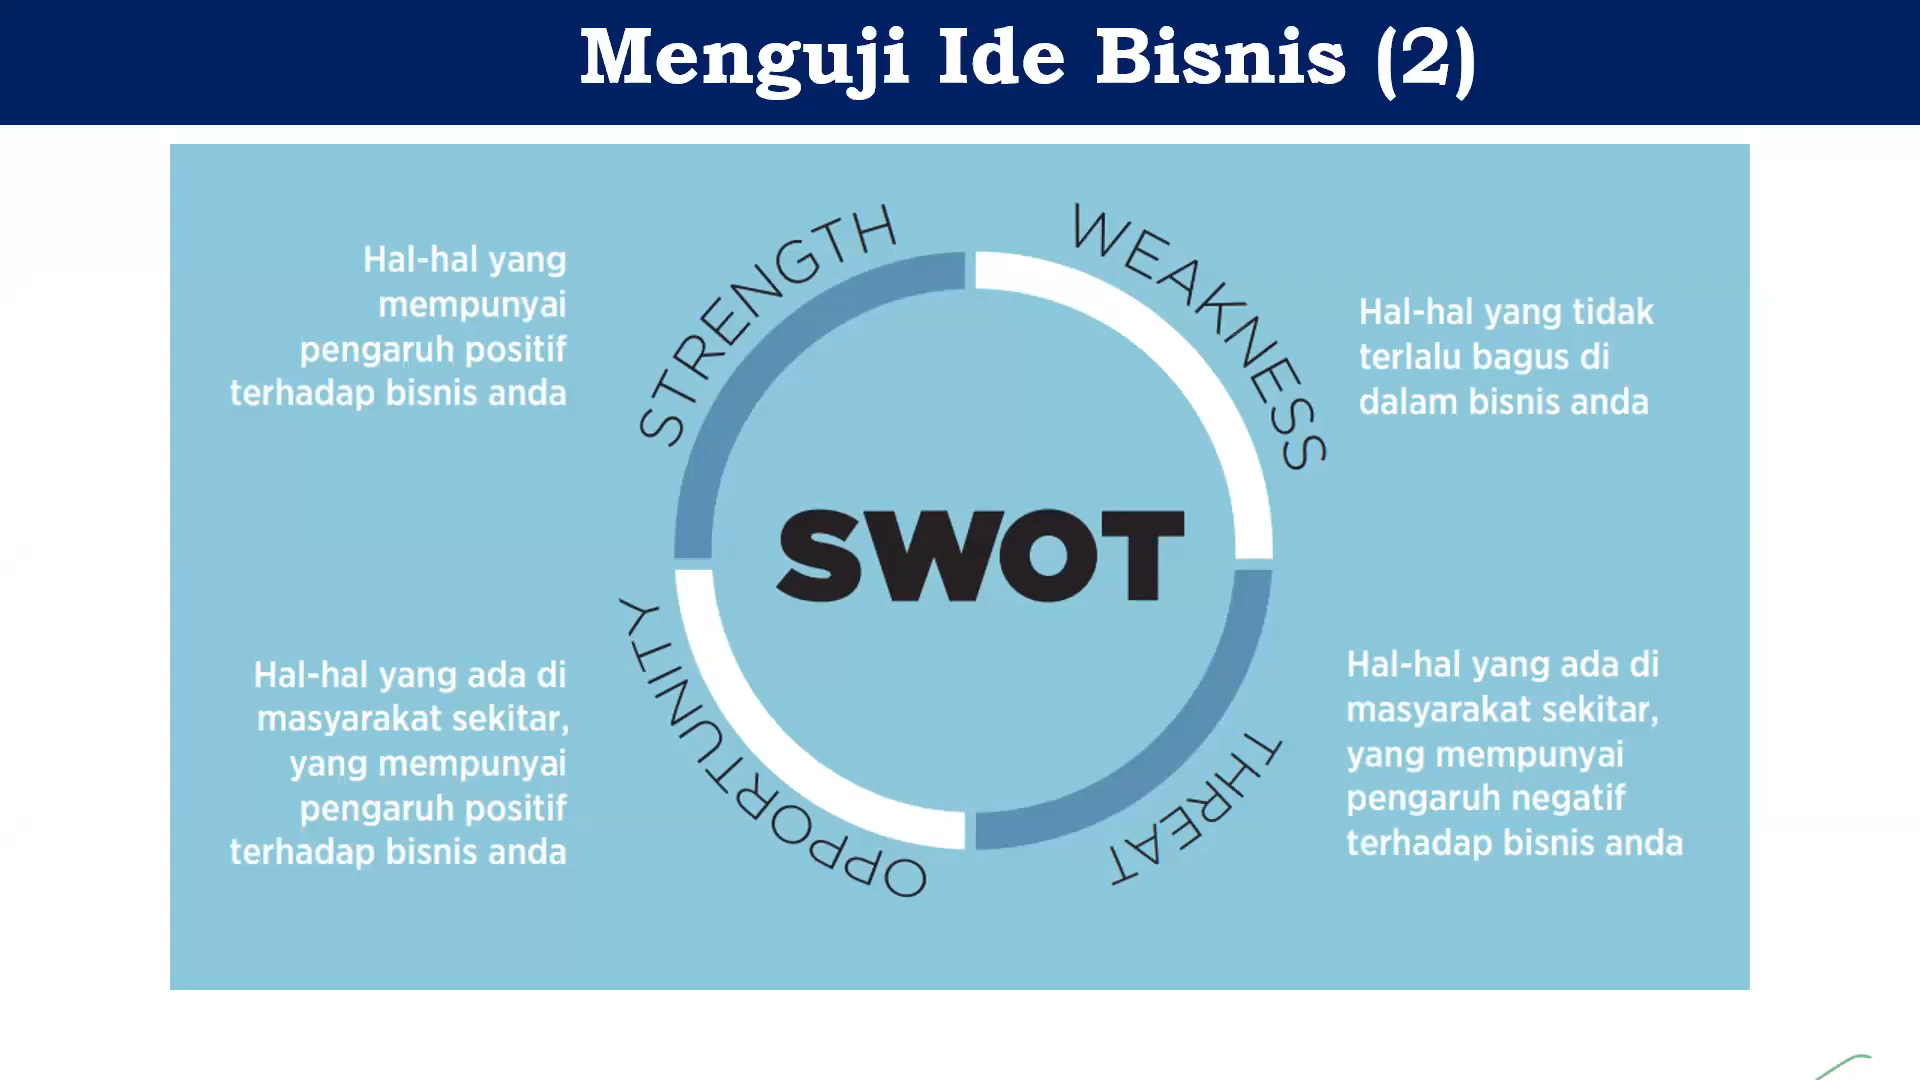 Menguji Ide Bisnis (2)
STRENGTH
Hal-hal yang
mempunyai
pengaruh positif
terhadap bisnis anda
WEAKNESS
Hal-hal yang tidak
terlalu bagus di
dalam bisnis anda
SWOT
OPPORTUNITY
Hal-hal yang ada di
masyarakat sekitar,
yang mempunyai
pengaruh positif
terhadap bisnis anda
THREAT
Hal-hal yang ada di
masyarakat sekitar,
yang mempunyai
pengaruh negatif
terhadap bisnis anda